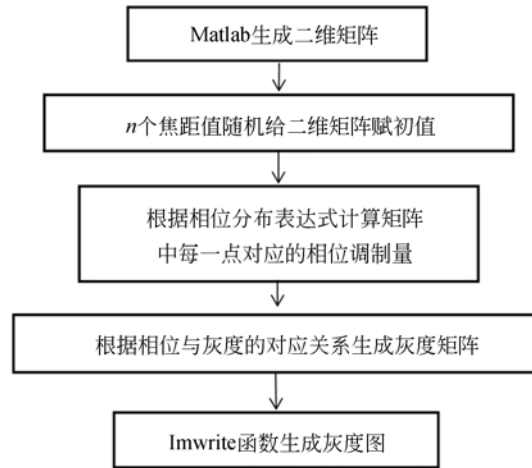 Matlab生成二维矩阵
n个焦距值随机给二维矩阵赋初值
根据相位分布表达式计算矩阵
中每一点对应的相位调制量
根据相位与灰度的对应关系生成灰度矩阵
Imwrite函数生成灰度图